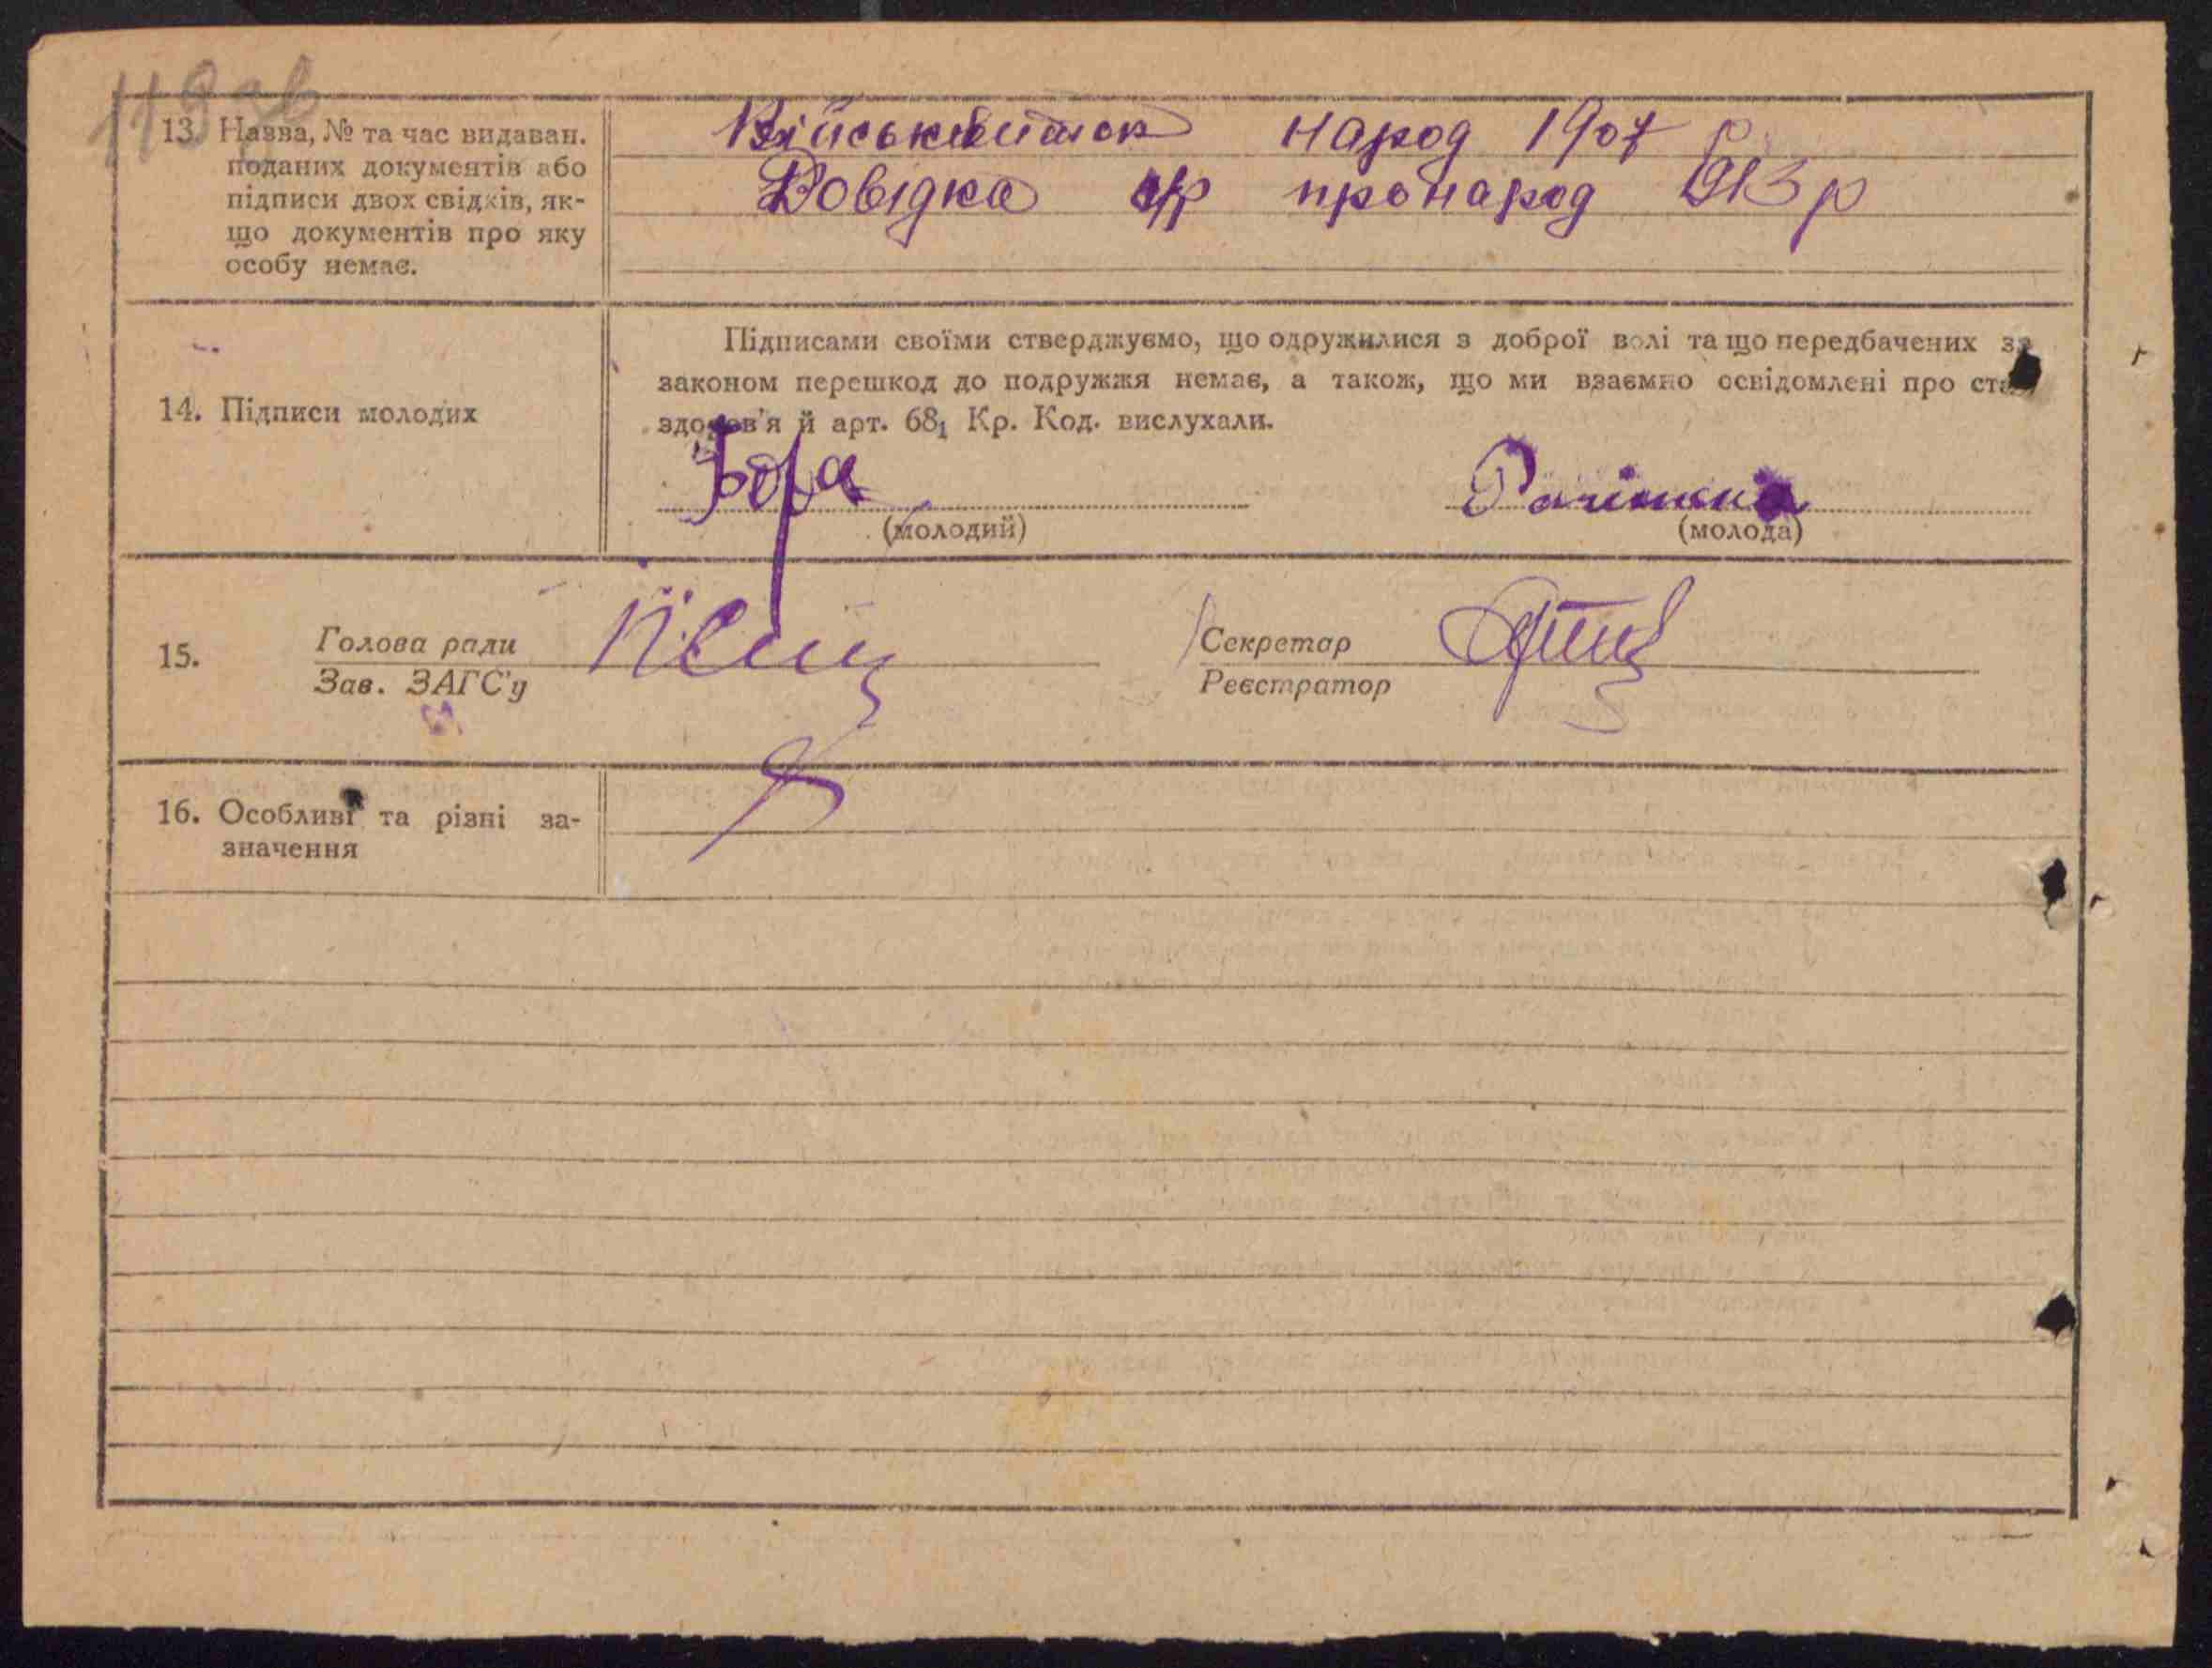 119зв
13. Назва, № та час видаван. поданих документів або підписи двох свідків, як-що документів про яку особу немає.
Військбиток народ 1907 р
Довідка с/р про народ 913 р
Підписами своїми стверджуємо, що одружилися з доброї волі та що передбачених за
законом перешкод до подружжя немає, а також, що ми взаємно освідомлені про стан
14. Підписи молодих
здоров'я й арт. 68₁ Кр. Код. вислухали.
(молодий) (молода)
15. Голова ради Секретар
Зав. ЗАГС'у Реєстратор
16. Особливі та різні за-
значення